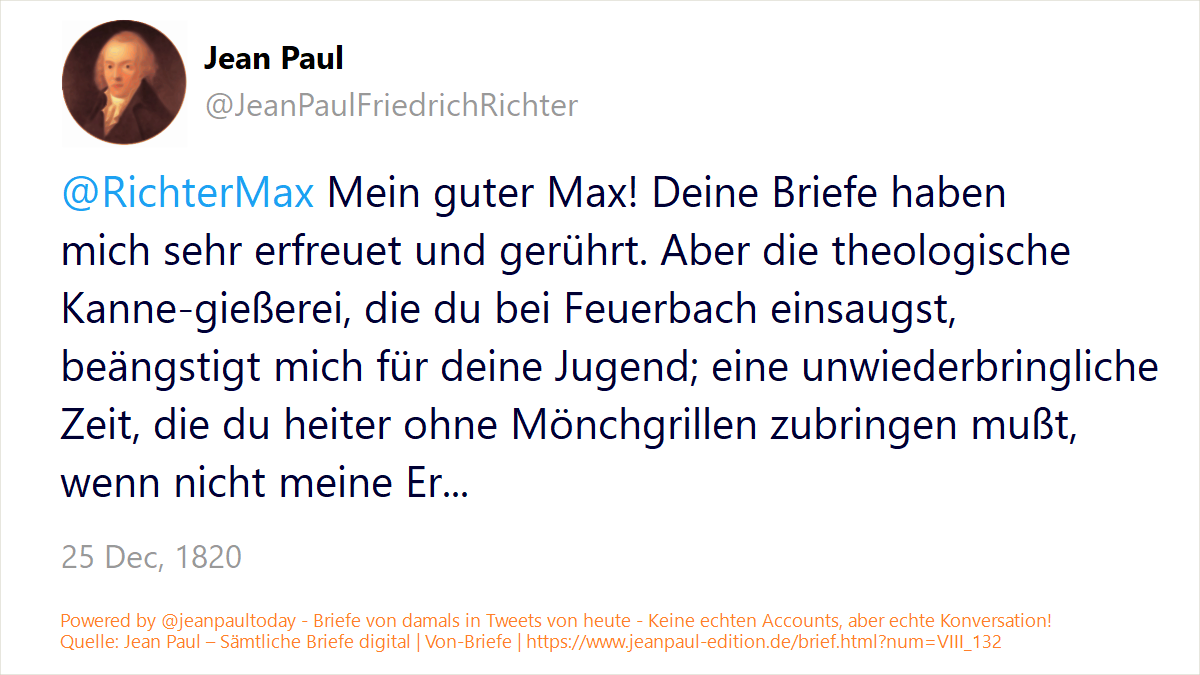 Jean Paul
@JeanPaulFriedrichRichter
@RichterMax Mein guter Max! Deine Briefe haben
mich sehr erfreuet und gerührt. Aber die theologische
Kanne-gießerei, die du bei Feuerbach einsaugst,
beängstigt mich für deine Jugend; eine unwiederbringliche
Zeit, die du heiter ohne Mönchgrillen zubringen mußt,
wenn nicht meine Er...
25 Dec, 1820
Powered by @jeanpaultoday - Briefe von damals in Tweets von heute - Keine echten Accounts, aber echte Konversation!
Quelle: Jean Paul – Sämtliche Briefe digital | Von-Briefe | https://www.jeanpaul-edition.de/brief.html?num=VIII_132